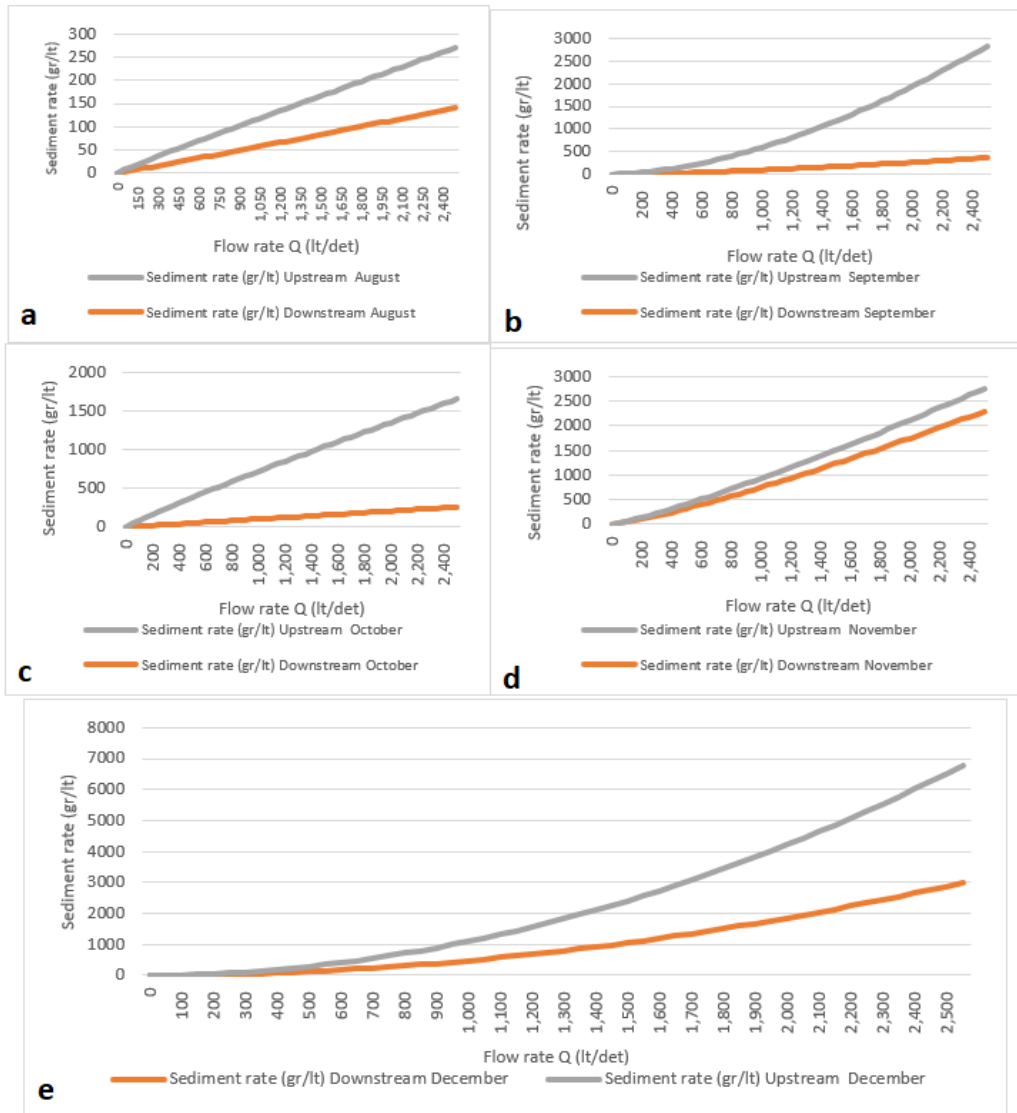 300
250
200
150
100
50
0
Sediment rate (gr/lt)
0 150 300 450 600 750 900 1,050 1,200 1,350 1,500 1,650 1,800 1,950 2,100 2,250 2,400
Flow rate Q (lt/det)
Sediment rate (gr/lt) Upstream August
Sediment rate (gr/lt) Downstream August
a
3000
2500
2000
1500
1000
500
0
Sediment rate (gr/lt)
0 200 400 600 800 1,000 1,200 1,400 1,600 1,800 2,000 2,200 2,400
Flow rate Q (lt/det)
Sediment rate (gr/lt) Upstream September
Sediment rate (gr/lt) Downstream September
b
2000
1500
1000
500
0
Sediment rate (gr/lt)
0 200 400 600 800 1,000 1,200 1,400 1,600 1,800 2,000 2,200 2,400
Flow rate Q (lt/det)
Sediment rate (gr/lt) Upstream October
Sediment rate (gr/lt) Downstream October
c
3000
2500
2000
1500
1000
500
0
Sediment rate (gr/lt)
0 200 400 600 800 1,000 1,200 1,400 1,600 1,800 2,000 2,200 2,400
Flow rate Q (lt/det)
Sediment rate (gr/lt) Upstream November
Sediment rate (gr/lt) Downstream November
d
8000
7000
6000
5000
4000
3000
2000
1000
0
Sediment rate (gr/lt)
0 100 200 300 400 500 600 700 800 900 1,000 1,100 1,200 1,300 1,400 1,500 1,600 1,700 1,800 1,900 2,000 2,100 2,200 2,300 2,400 2,500
Flow rate Q (lt/det)
Sediment rate (gr/lt) Downstream December Sediment rate (gr/lt) Upstream December
e